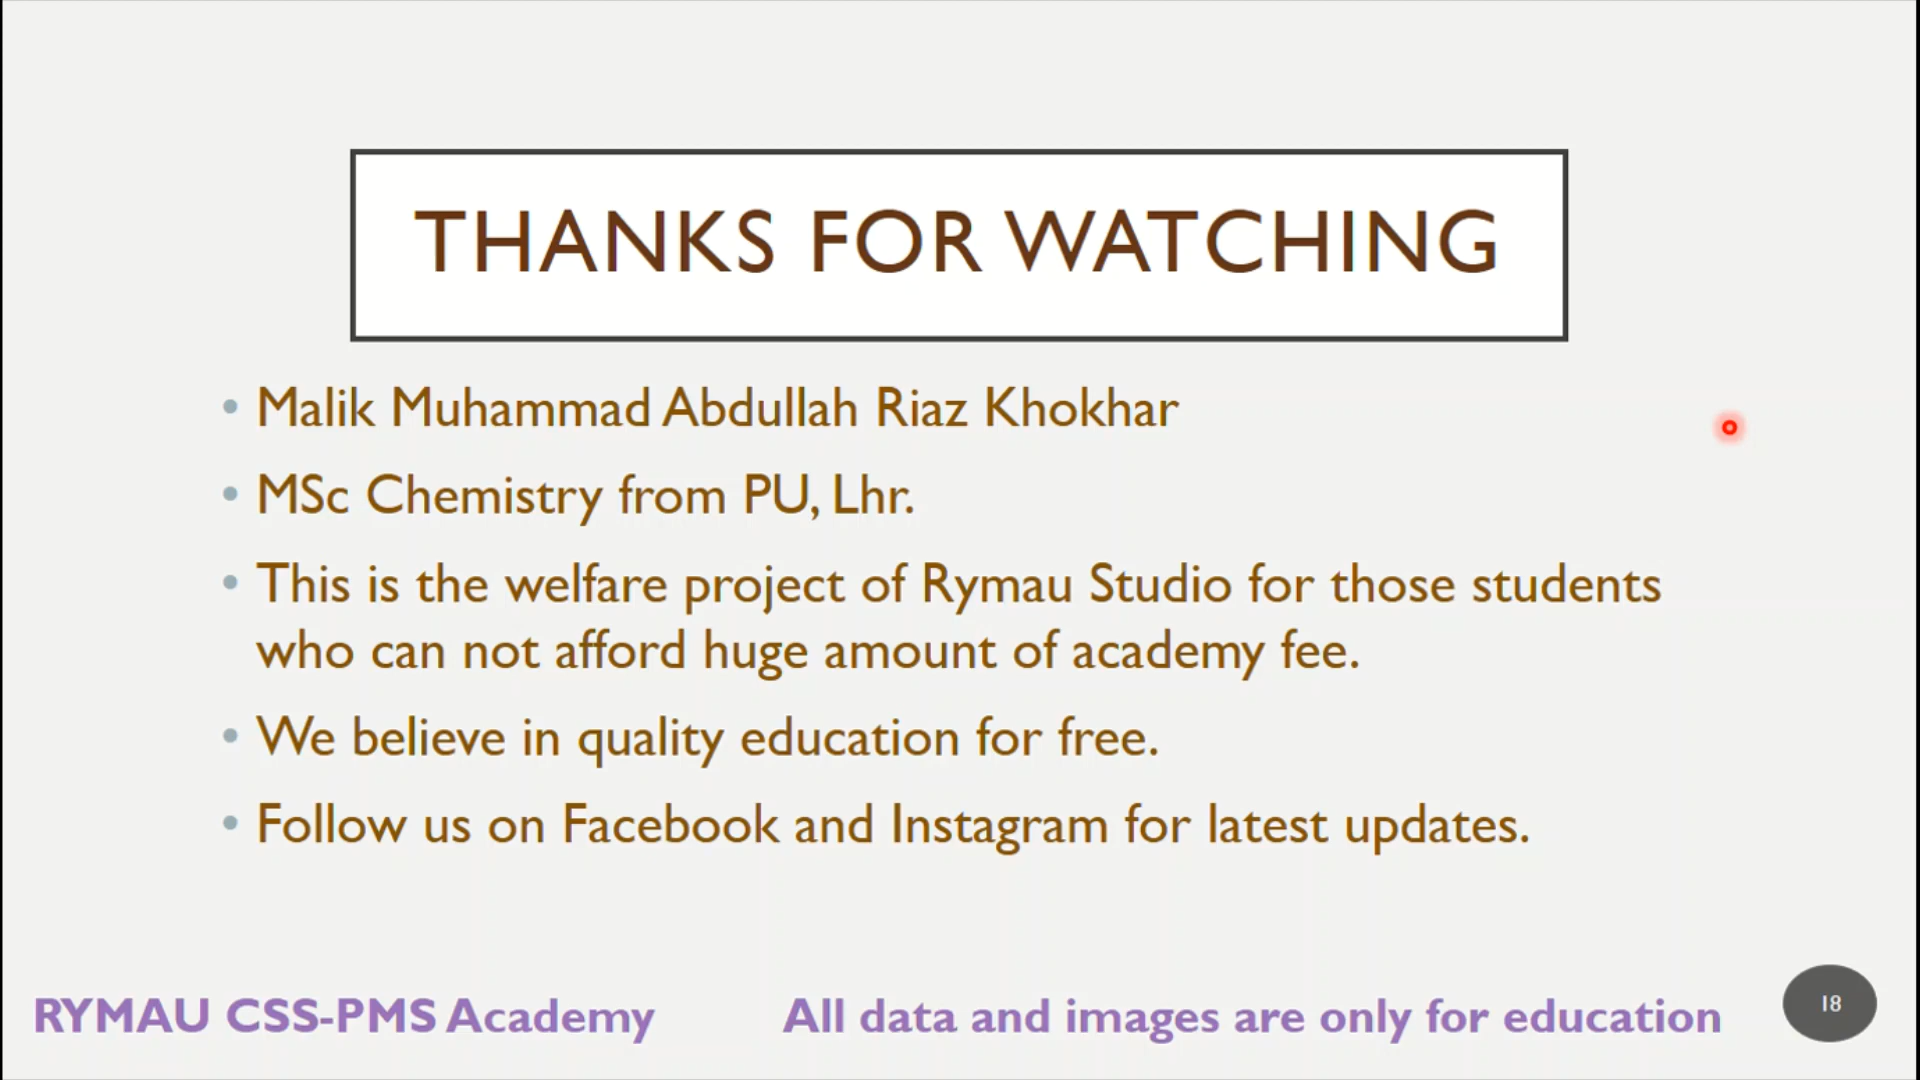 THANKS FOR WATCHING
• Malik Muhammad Abdullah Riaz Khokhar
• MSc Chemistry from PU, Lhr.
• This is the welfare project of Rymau Studio for those students
who can not afford huge amount of academy fee.
• We believe in quality education for free.
• Follow us on Facebook and Instagram for latest updates.
RYMAU CSS-PMS Academy
All data and images are only for education
18